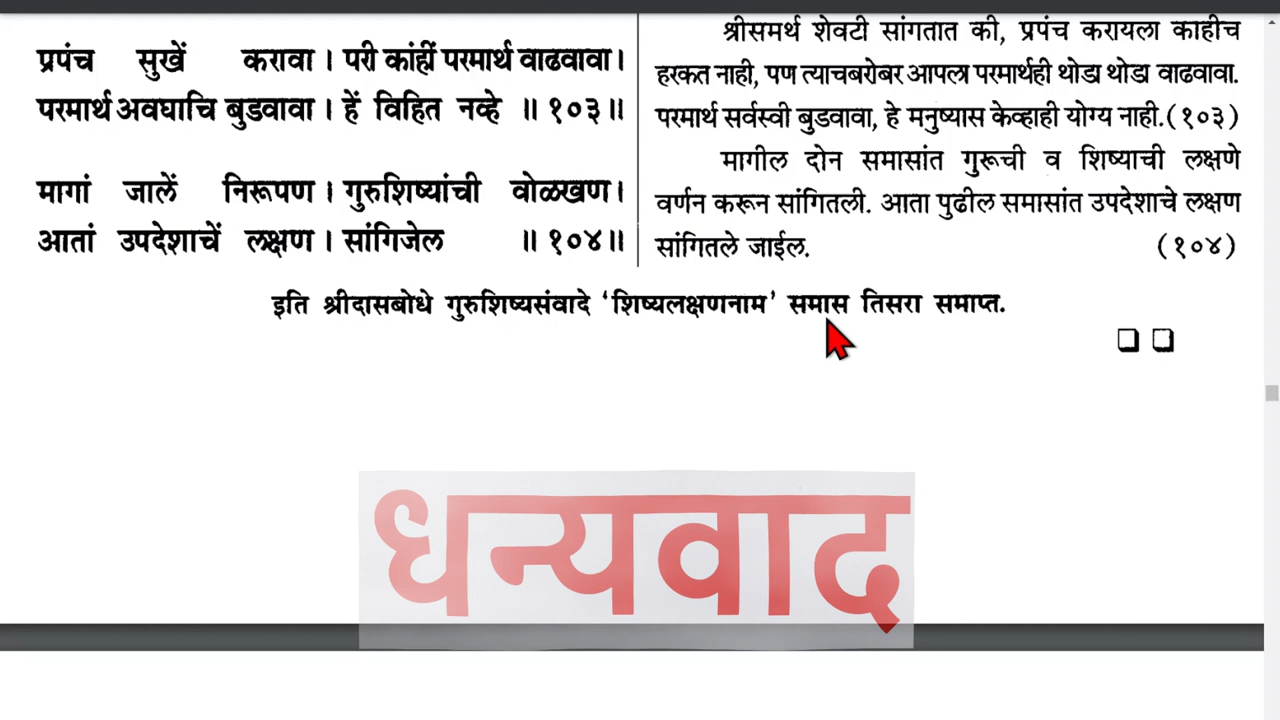 प्रपंच सुखें करावा । परी कांहीं परमार्थ वाढवावा ।
परमार्थ अवघाचि बुडवावा । हें विहित नव्हे ॥ १०३॥
मागां जालें निरूपण । गुरुशिष्यांची वोळखण ।
आतां उपदेशाचें लक्षण । सांगिजेल ॥ १०४॥
श्रीसमर्थ शेवटी सांगतात की, प्रपंच करायला काहीच
हरकत नाही, पण त्याचबरोबर आपला परमार्थही थोडा थोडा वाढवावा.
परमार्थ सर्वस्वी बुडवावा, हे मनुष्यास केव्हाही योग्य नाही.(१०३)
मागील दोन समासांत गुरूची व शिष्याची लक्षणे
वर्णन करून सांगितली. आता पुढील समासांत उपदेशाचे लक्षण
सांगितले जाईल. (१०४)
इति श्रीदासबोधे गुरुशिष्यसंवादे ‘शिष्यलक्षणनाम’ समास तिसरा समाप्त.
धन्यवाद